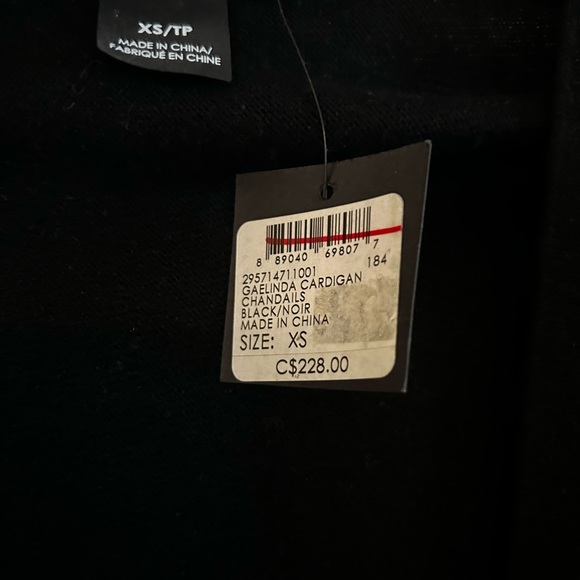 XS/TP
MADE IN CHINA/
FABRIQUÉ EN CHINE
8 89040 69807 7
184
295714711001
GAELINDA CARDIGAN
CHANDAILS
BLACK/NOIR
MADE IN CHINA
SIZE: XS
C$228.00